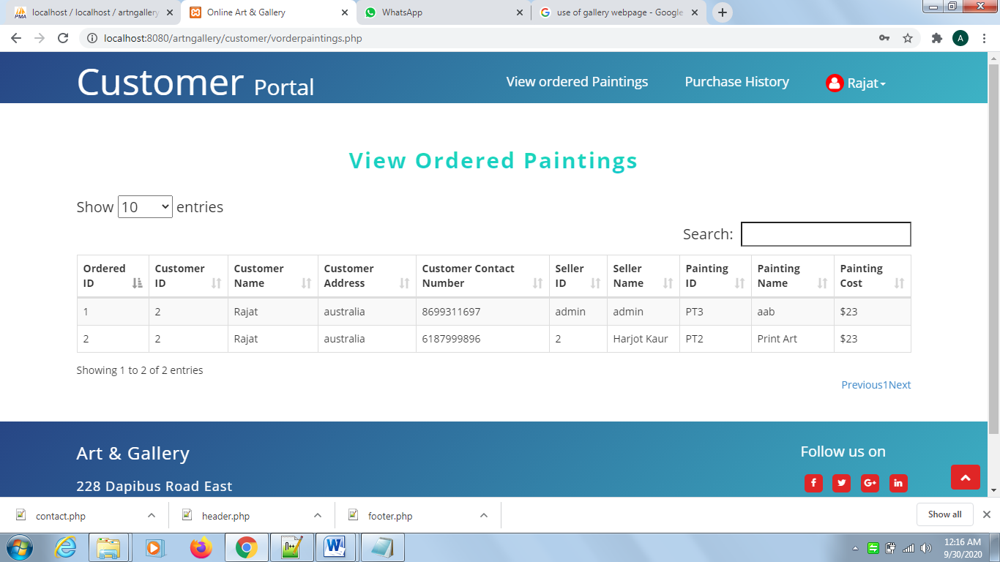 localhost / localhost / artngallery
Online Art & Gallery
WhatsApp
use of gallery webpage - Google
localhost:8080/artngallery/customer/vorderpaintings.php
A
Customer Portal
View ordered Paintings
Purchase History
Rajat
View Ordered Paintings
Show 10 entries
Search:
Ordered ID Customer ID Customer Name Customer Address Customer Contact Number Seller ID Seller Name Painting ID Painting Name Painting Cost
1 2 Rajat australia 8699311697 admin admin PT3 aab $23
2 2 Rajat australia 6187999896 2 Harjot Kaur PT2 Print Art $23
Showing 1 to 2 of 2 entries
Previous1Next
Art & Gallery
Follow us on
228 Dapibus Road East
contact.php
header.php
footer.php
Show all
12:16 AM
9/30/2020